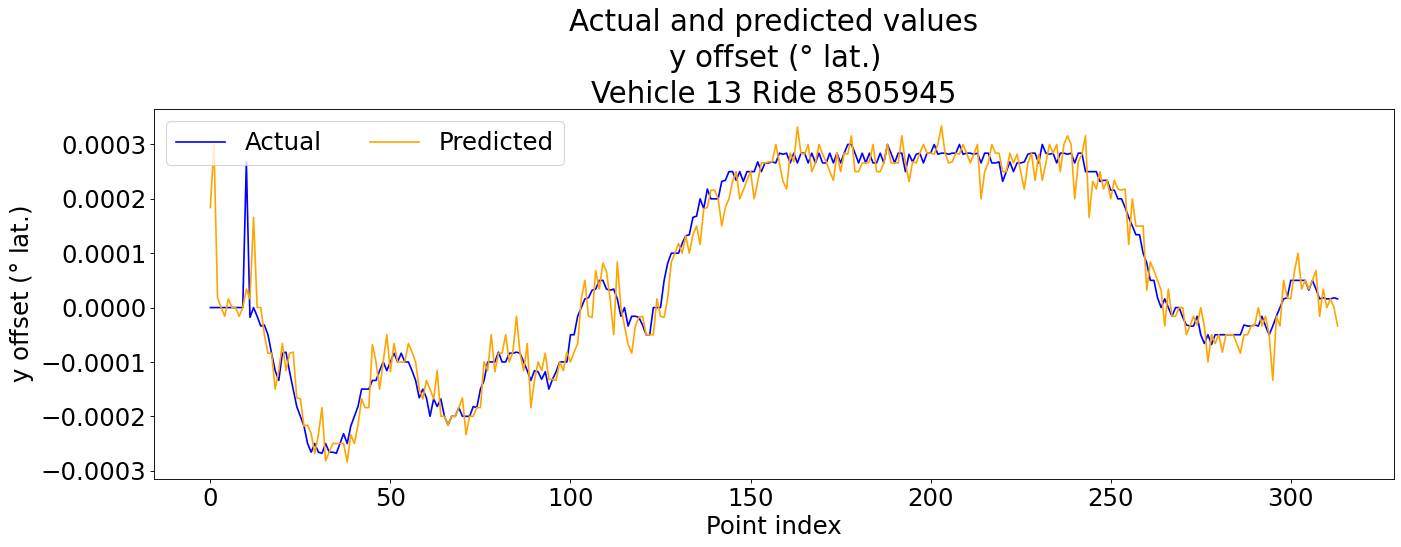 Actual and predicted values
y offset (° lat.)
Vehicle 13 Ride 8505945
Actual Predicted
y offset (° lat.)
0.0003
0.0002
0.0001
0.0000
−0.0001
−0.0002
−0.0003
0 50 100 150 200 250 300
Point index